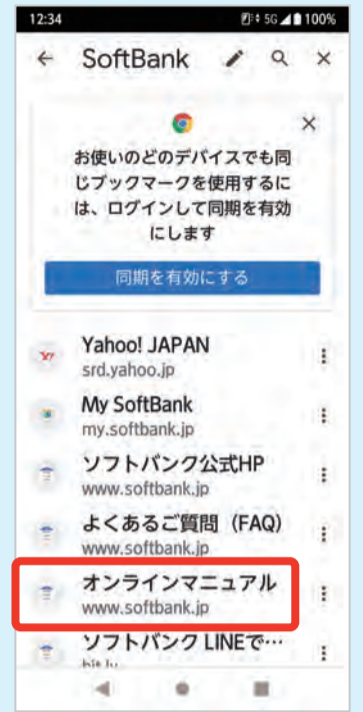 12:34 5G 100%
SoftBank
お使いのどのデバイスでも同
じブックマークを使用するに
は、ログインして同期を有効
にします
同期を有効にする
Yahoo! JAPAN
srd.yahoo.jp
My SoftBank
my.softbank.jp
ソフトバンク公式HP
www.softbank.jp
よくあるご質問（FAQ）
www.softbank.jp
オンラインマニュアル
www.softbank.jp
ソフトバンク LINEで…